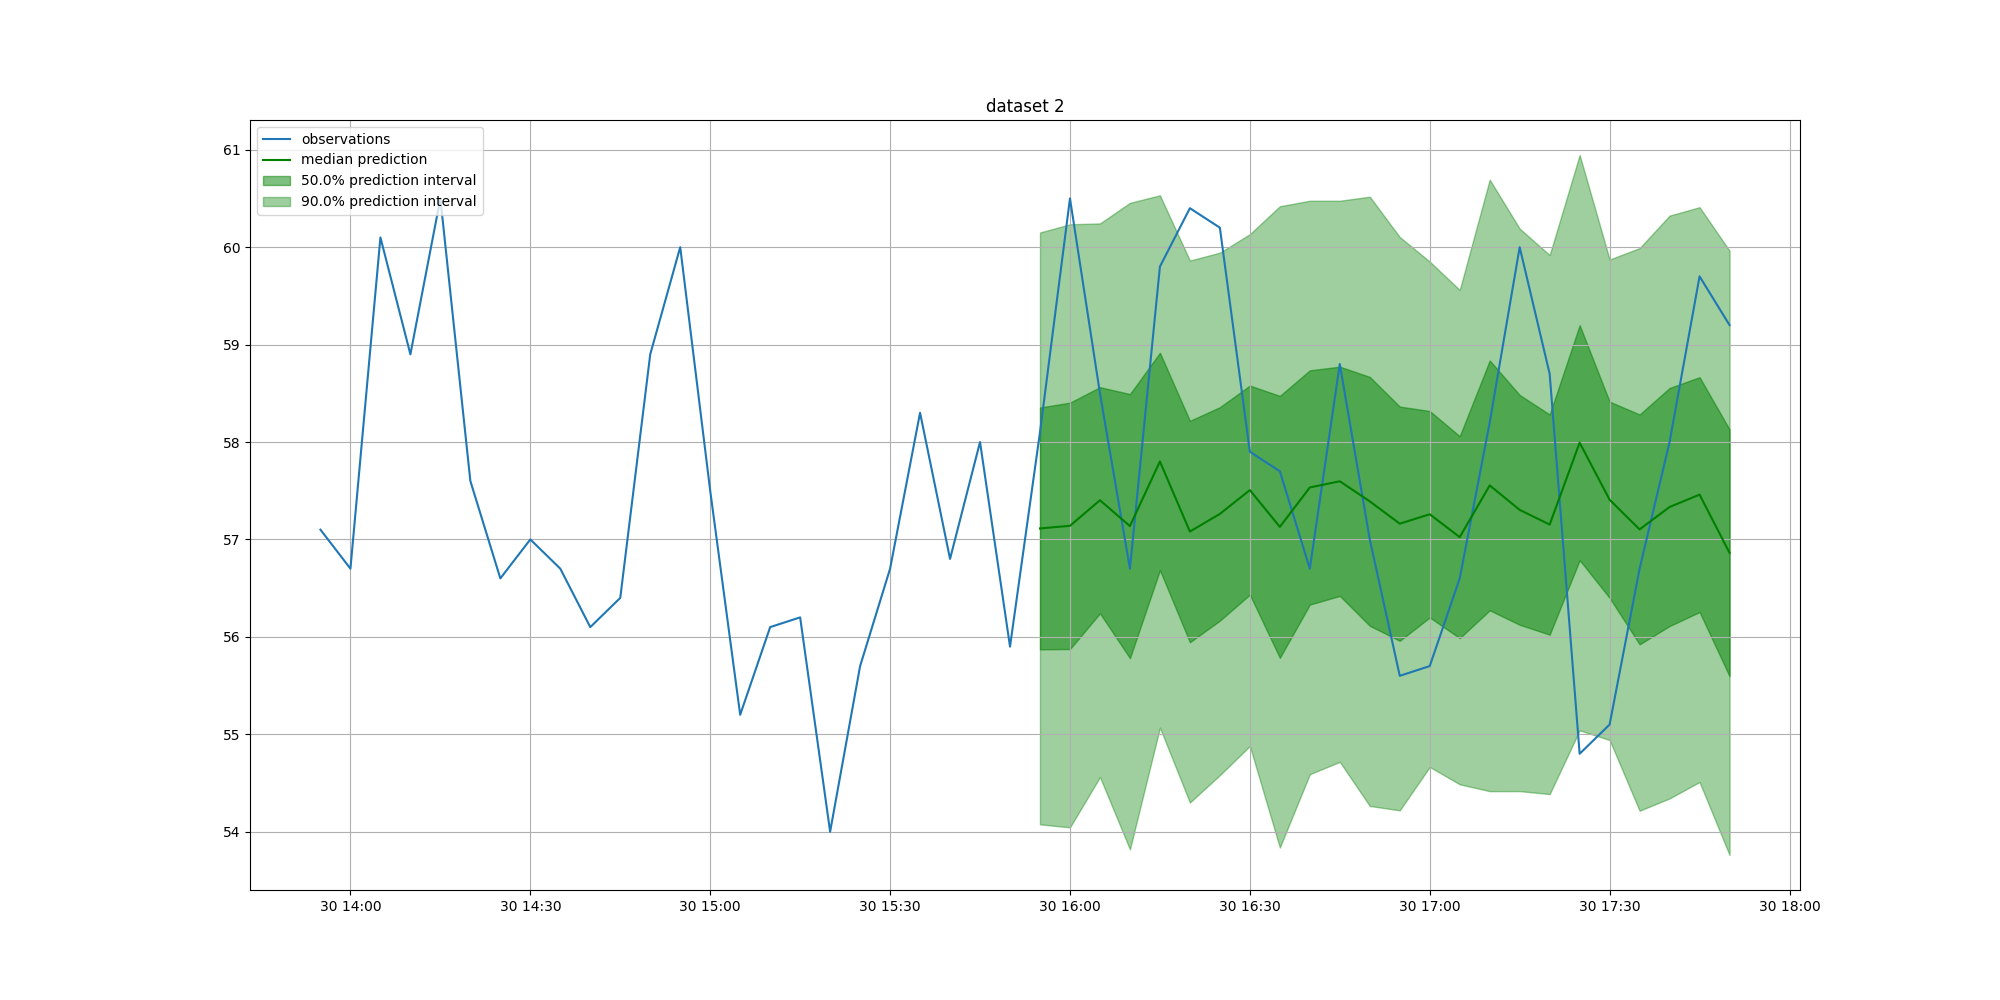 dataset 2
observations
median prediction
50.0% prediction interval
90.0% prediction interval
61
60
59
58
57
56
55
54
30 14:00 30 14:30 30 15:00 30 15:30 30 16:00 30 16:30 30 17:00 30 17:30 30 18:00